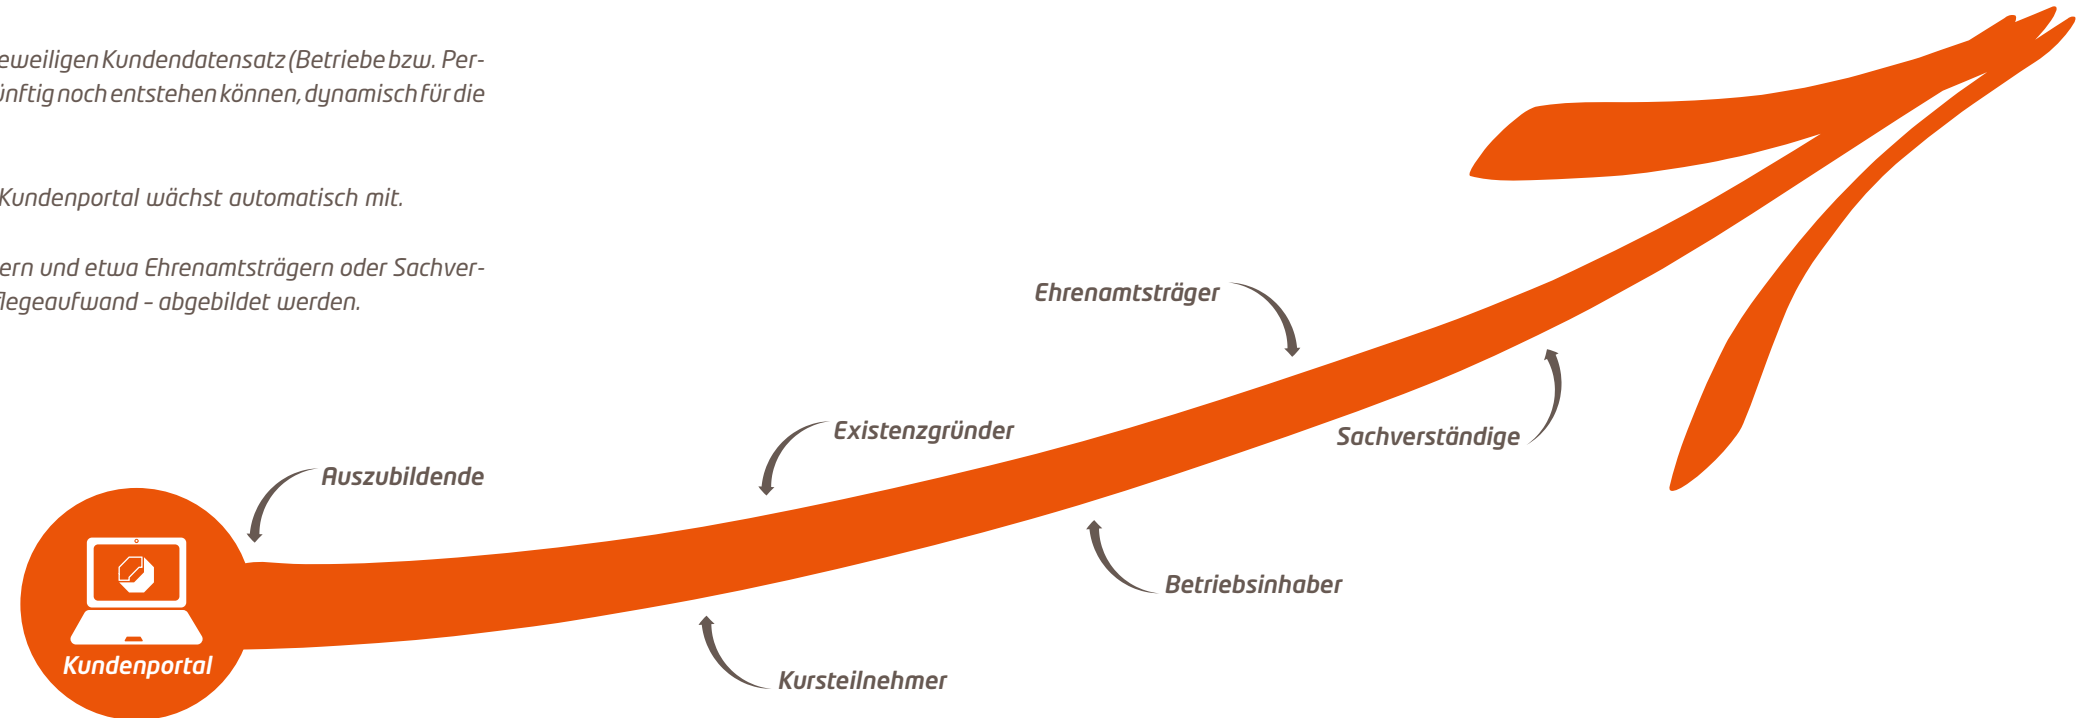 eweiligen Kundendatensatz (Betriebe bzw. Per-
ünftig noch entstehen können, dynamisch für die
Kundenportal wächst automatisch mit.
ern und etwa Ehrenamtsträgern oder Sachver-
flegeaufwand – abgebildet werden.
Ehrenamtsträger
Existenzgründer
Sachverständige
Auszubildende
Betriebsinhaber
Kundenportal
Kursteilnehmer